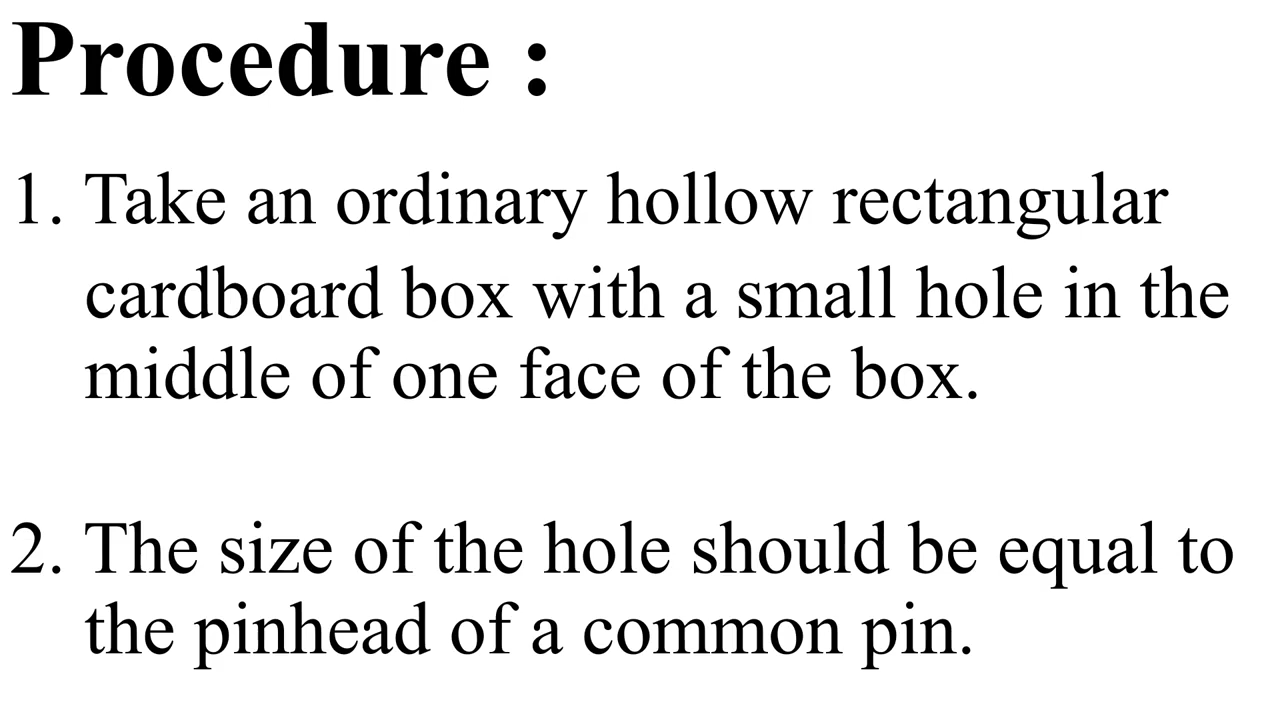 Procedure :
1. Take an ordinary hollow rectangular
cardboard box with a small hole in the
middle of one face of the box.
2. The size of the hole should be equal to
the pinhead of a common pin.